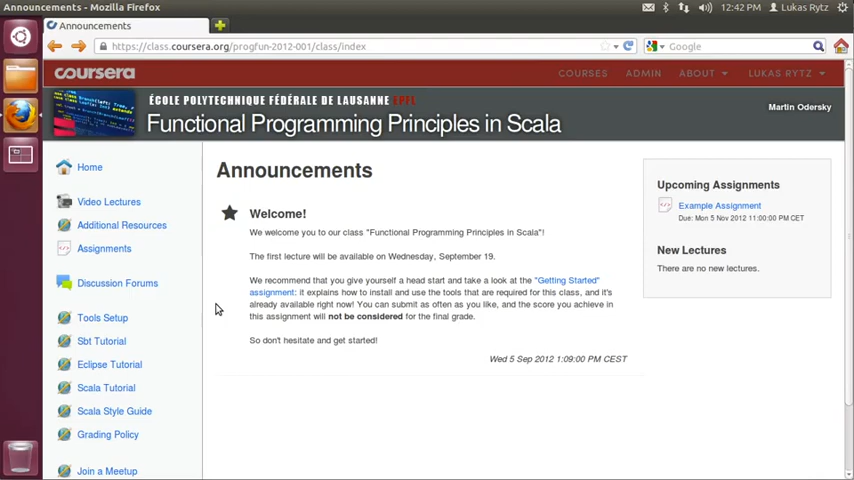 Announcements - Mozilla Firefox
12:42 PM Lukas Rytz
Announcements
https://class.coursera.org/progfun-2012-001/class/index
Google
coursera
COURSES ADMIN ABOUT LUKAS RYTZ
ÉCOLE POLYTECHNIQUE FÉDÉRALE DE LAUSANNE EPFL
Functional Programming Principles in Scala
Martin Odersky
Home
Video Lectures
Additional Resources
Assignments
Discussion Forums
Tools Setup
Sbt Tutorial
Eclipse Tutorial
Scala Tutorial
Scala Style Guide
Grading Policy
Join a Meetup
Announcements
Welcome!
We welcome you to our class "Functional Programming Principles in Scala"!
The first lecture will be available on Wednesday, September 19.
We recommend that you give yourself a head start and take a look at the "Getting Started"
assignment: it explains how to install and use the tools that are required for this class, and it's
already available right now! You can submit as often as you like, and the score you achieve in
this assignment will not be considered for the final grade.
So don't hesitate and get started!
Wed 5 Sep 2012 1:09:00 PM CEST
Upcoming Assignments
Example Assignment
Due: Mon 5 Nov 2012 11:00:00 PM CET
New Lectures
There are no new lectures.